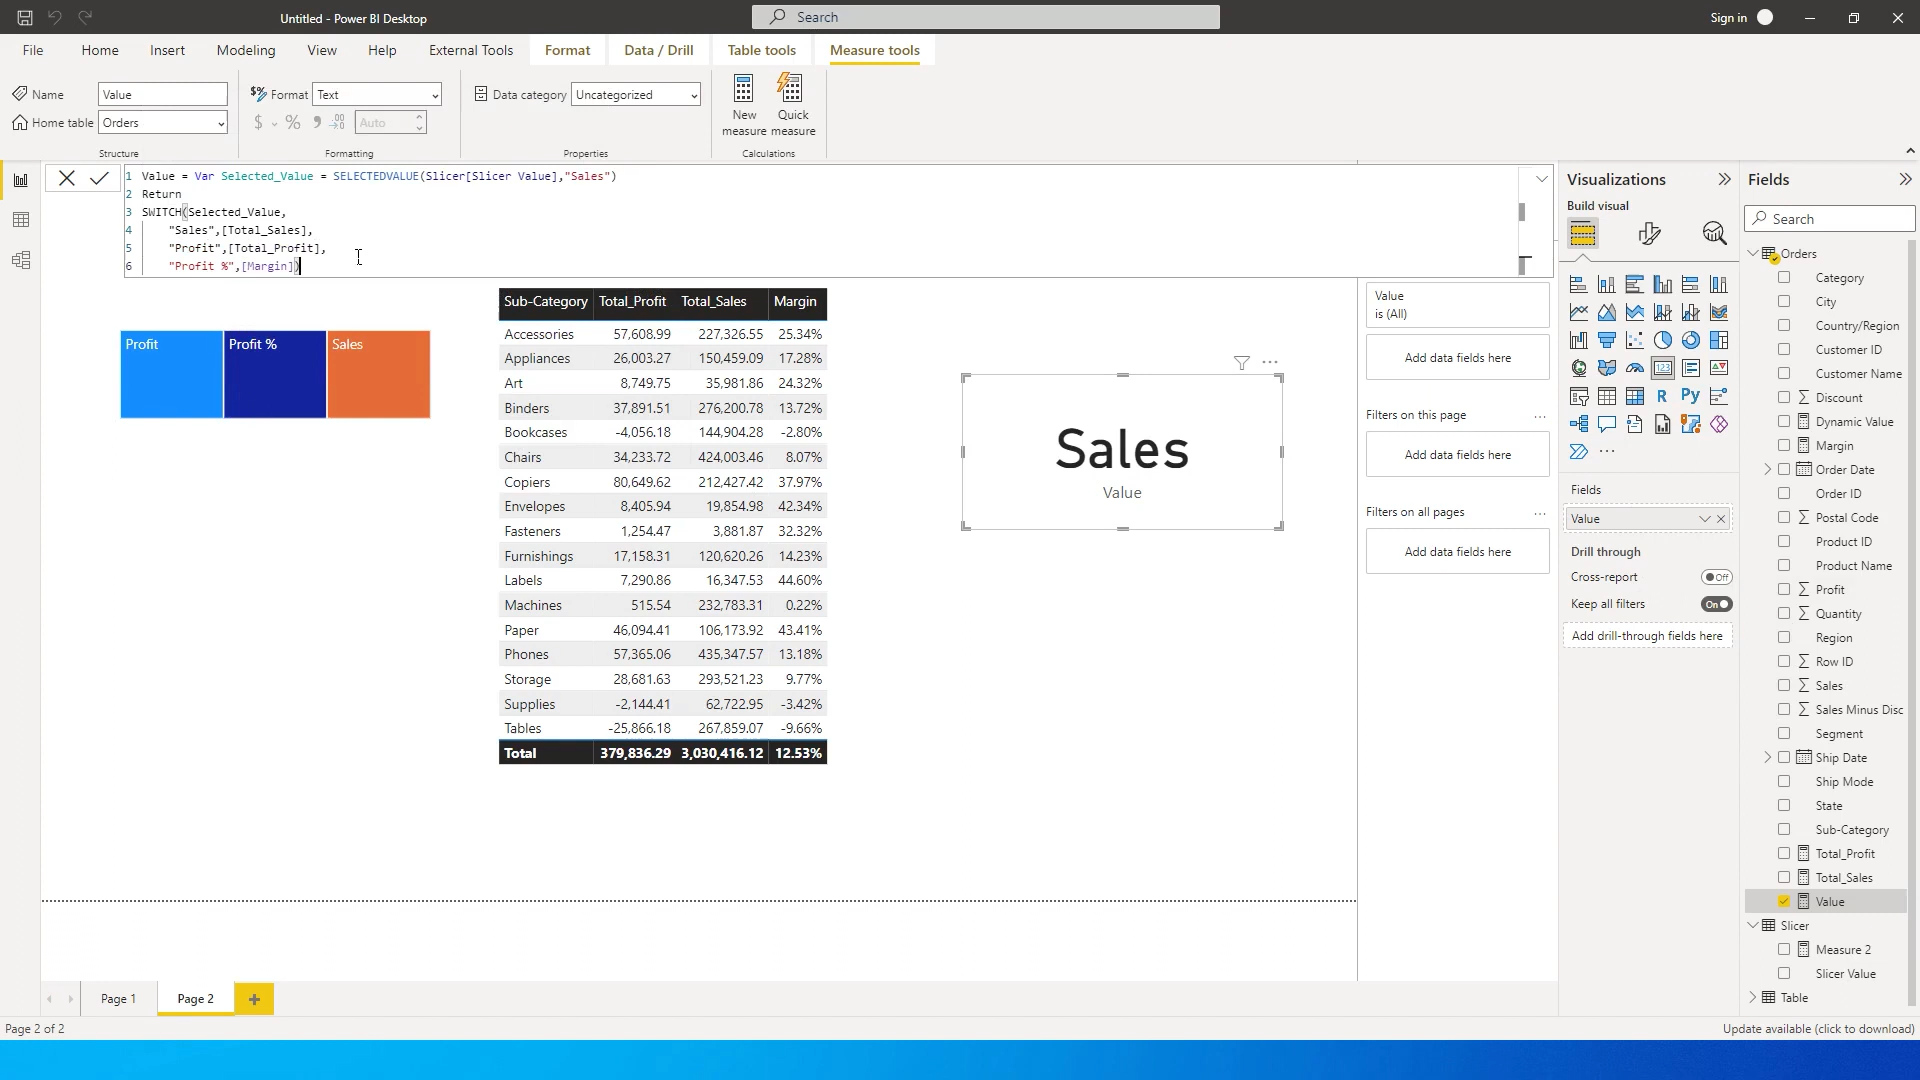 Untitled - Power BI Desktop
Search
Sign in
File
Home
Insert
Modeling
View
Help
External Tools
Format
Data / Drill
Table tools
Measure tools
Name
Value
Home table
Orders
Structure
Format
Text
$
%
Auto
Formatting
Data category
Uncategorized
Properties
New measure
Quick measure
Calculations
1 Value = Var Selected_Value = SELECTEDVALUE(Slicer[Slicer Value],"Sales")
2 Return
3 SWITCH(Selected_Value,
4 "Sales",[Total_Sales],
5 "Profit",[Total_Profit],
6 "Profit %",[Margin])
Profit
Profit %
Sales
Sub-Category Total_Profit Total_Sales Margin
Accessories 57,608.99 227,326.55 25.34%
Appliances 26,003.27 150,459.09 17.28%
Art 8,749.75 35,981.86 24.32%
Binders 37,891.51 276,200.78 13.72%
Bookcases -4,056.18 144,904.28 -2.80%
Chairs 34,233.72 424,003.46 8.07%
Copiers 80,649.62 212,427.42 37.97%
Envelopes 8,405.94 19,854.98 42.34%
Fasteners 1,254.47 3,881.87 32.32%
Furnishings 17,158.31 120,620.26 14.23%
Labels 7,290.86 16,347.53 44.60%
Machines 515.54 232,783.31 0.22%
Paper 46,094.41 106,173.92 43.41%
Phones 57,365.06 435,347.57 13.18%
Storage 28,681.63 293,521.23 9.77%
Supplies -2,144.41 62,722.95 -3.42%
Tables -25,866.18 267,859.07 -9.66%
Total 379,836.29 3,030,416.12 12.53%
Sales
Value
Value
is (All)
Add data fields here
Filters on this page
Add data fields here
Filters on all pages
Add data fields here
Visualizations
Build visual
123
R
Py
Fields
Value
Drill through
Cross-report
Off
Keep all filters
On
Add drill-through fields here
Fields
Search
Orders
Category
City
Country/Region
Customer ID
Customer Name
Discount
Dynamic Value
Margin
Order Date
Order ID
Postal Code
Product ID
Product Name
Profit
Quantity
Region
Row ID
Sales
Sales Minus Disc
Segment
Ship Date
Ship Mode
State
Sub-Category
Total_Profit
Total_Sales
Value
Slicer
Measure 2
Slicer Value
Table
Page 1
Page 2
Page 2 of 2
Update available (click to download)